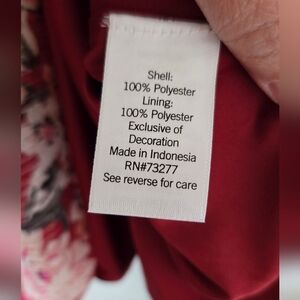 Shell:
100% Polyester
Lining:
100% Polyester
Exclusive of
Decoration
Made in Indonesia
RN#73277
See reverse for care